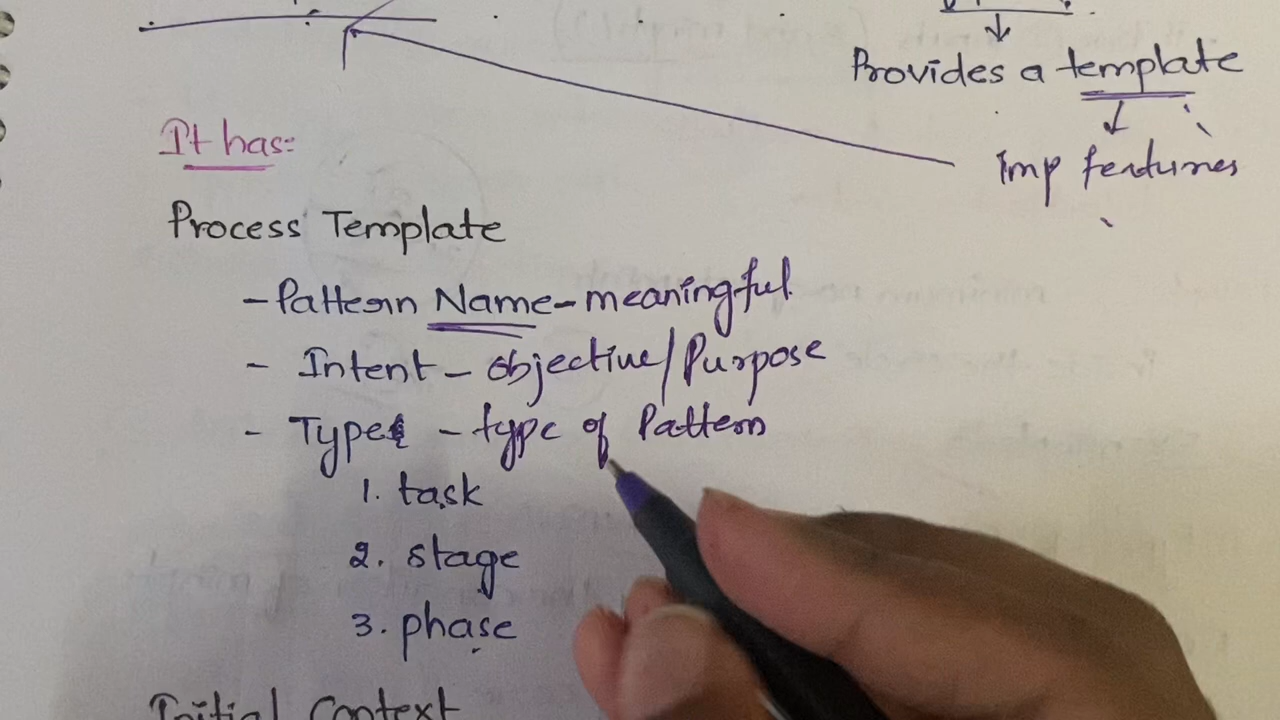 Provides a template
It has:
Imp features
Process Template
- Pattern Name - meaningful
- Intent - objective/Purpose
- Type - type of Pattern
1. task
2. stage
3. phase
Initial Context